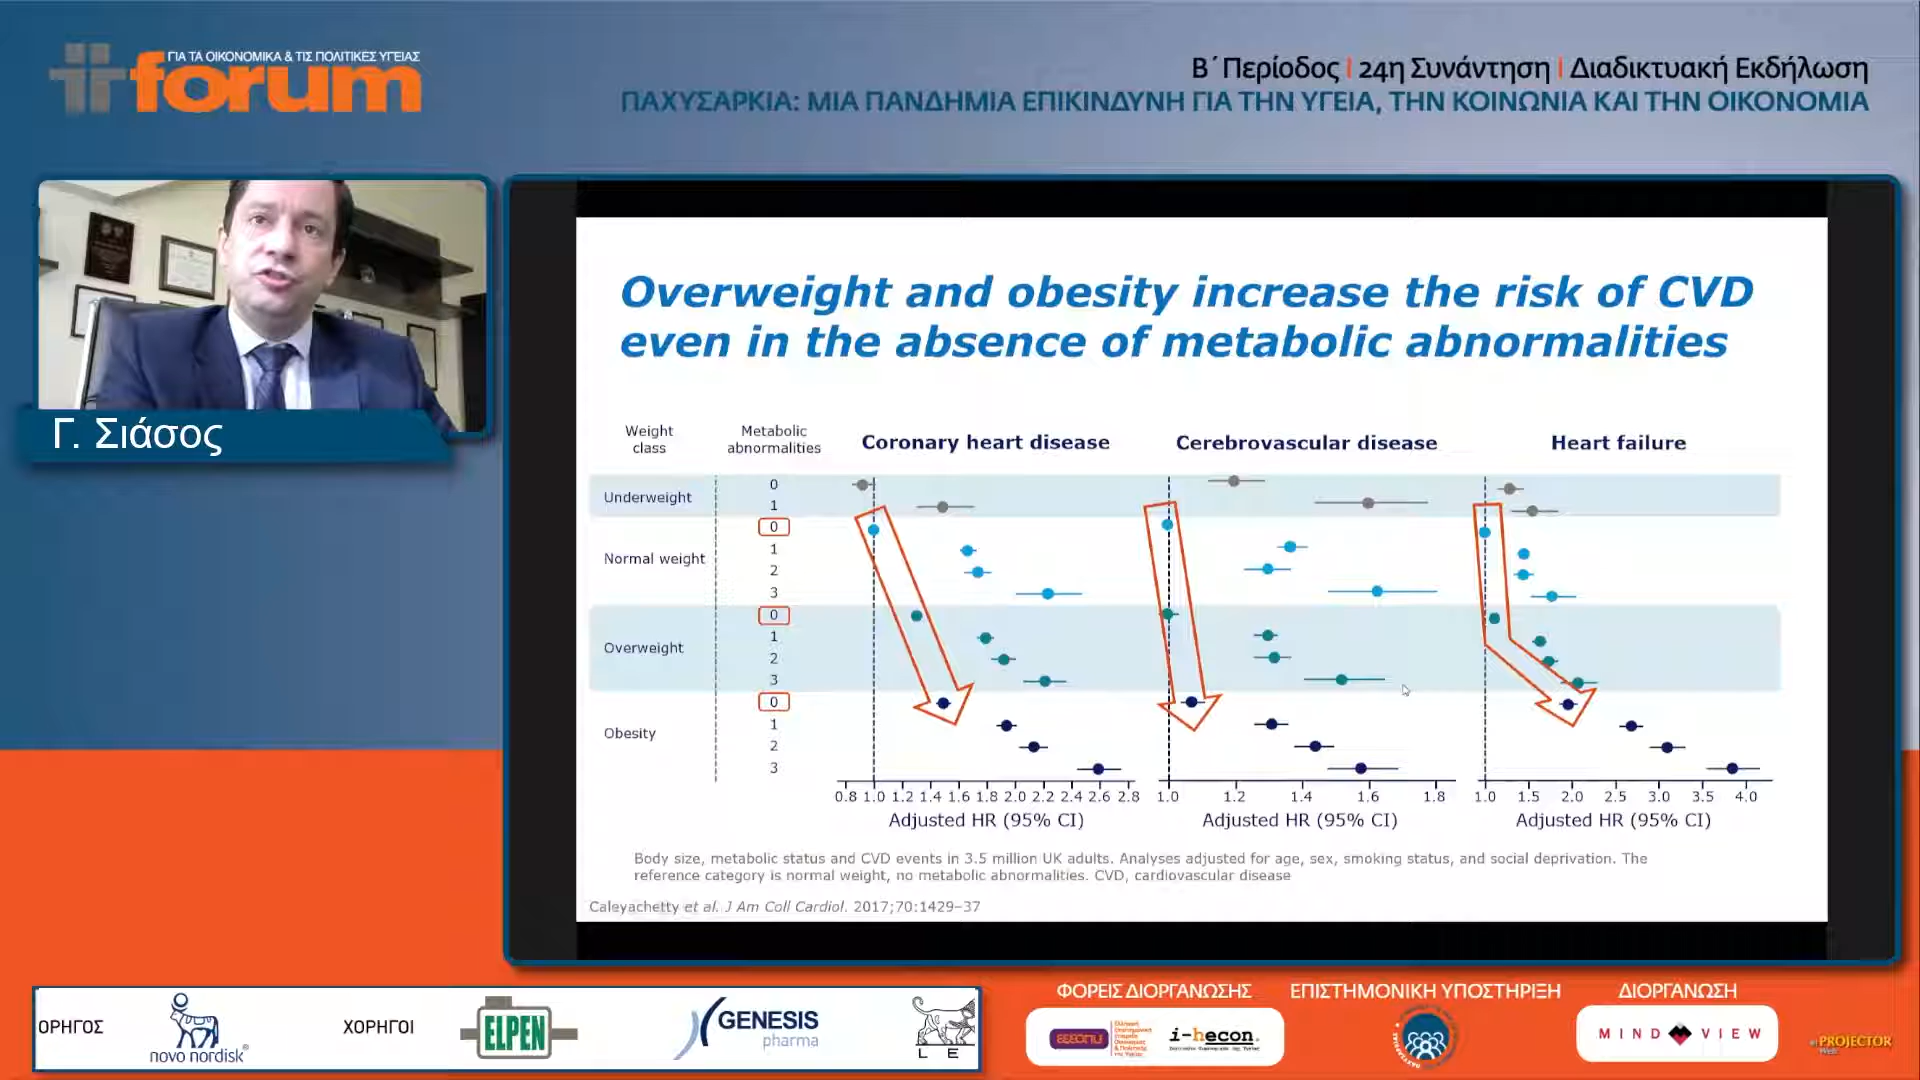 ΓΙΑ ΤΑ ΟΙΚΟΝΟΜΙΚΑ & ΤΙΣ ΠΟΛΙΤΙΚΕΣ ΥΓΕΙΑΣ
forum
Β΄ Περίοδος | 24η Συνάντηση | Διαδικτυακή Εκδήλωση
ΠΑΧΥΣΑΡΚΙΑ: ΜΙΑ ΠΑΝΔΗΜΙΑ ΕΠΙΚΙΝΔΥΝΗ ΓΙΑ ΤΗΝ ΥΓΕΙΑ, ΤΗΝ ΚΟΙΝΩΝΙΑ ΚΑΙ ΤΗΝ ΟΙΚΟΝΟΜΙΑ
Γ. Σιάσος
Overweight and obesity increase the risk of CVD
even in the absence of metabolic abnormalities
Weight class
Metabolic abnormalities
Coronary heart disease
Cerebrovascular disease
Heart failure
Underweight
0
1
Normal weight
0
1
2
3
Overweight
0
1
2
3
Obesity
0
1
2
3
0.8 1.0 1.2 1.4 1.6 1.8 2.0 2.2 2.4 2.6 2.8
1.0 1.2 1.4 1.6 1.8
1.0 1.5 2.0 2.5 3.0 3.5 4.0
Adjusted HR (95% CI)
Adjusted HR (95% CI)
Adjusted HR (95% CI)
Body size, metabolic status and CVD events in 3.5 million UK adults. Analyses adjusted for age, sex, smoking status, and social deprivation. The
reference category is normal weight, no metabolic abnormalities. CVD, cardiovascular disease
Caleyachetty et al. J Am Coll Cardiol. 2017;70:1429–37
ΟΡΗΓΟΣ
novo nordisk®
ΧΟΡΗΓΟΙ
ELPEN
GENESIS
pharma
L E
ΦΟΡΕΙΣ ΔΙΟΡΓΑΝΩΣΗΣ
i-hecon.
ΕΠΙΣΤΗΜΟΝΙΚΗ ΥΠΟΣΤΗΡΙΞΗ
ΔΙΟΡΓΑΝΩΣΗ
MIND VIEW
PROJECTOR